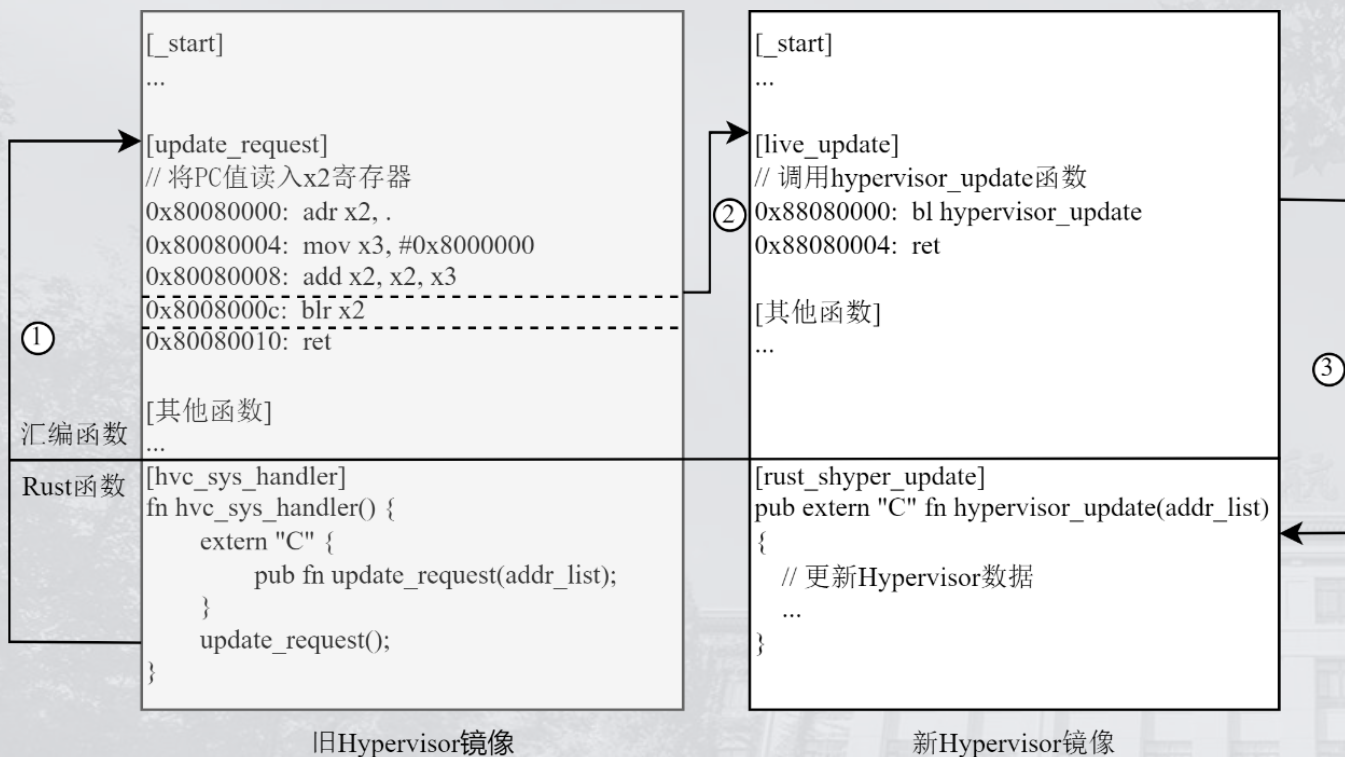 [_start]
...
[update_request]
// 将PC值读入x2寄存器
0x80080000: adr x2, .
0x80080004: mov x3, #0x8000000
0x80080008: add x2, x2, x3
0x8008000c: blr x2
0x80080010: ret
[其他函数]
...
①
汇编函数
Rust函数
[hvc_sys_handler]
fn hvc_sys_handler() {
extern "C" {
pub fn update_request(addr_list);
}
update_request();
}
旧Hypervisor镜像
②
[_start]
...
[live_update]
// 调用hypervisor_update函数
0x88080000: bl hypervisor_update
0x88080004: ret
[其他函数]
...
③
[rust_shyper_update]
pub extern "C" fn hypervisor_update(addr_list)
{
// 更新Hypervisor数据
...
}
新Hypervisor镜像